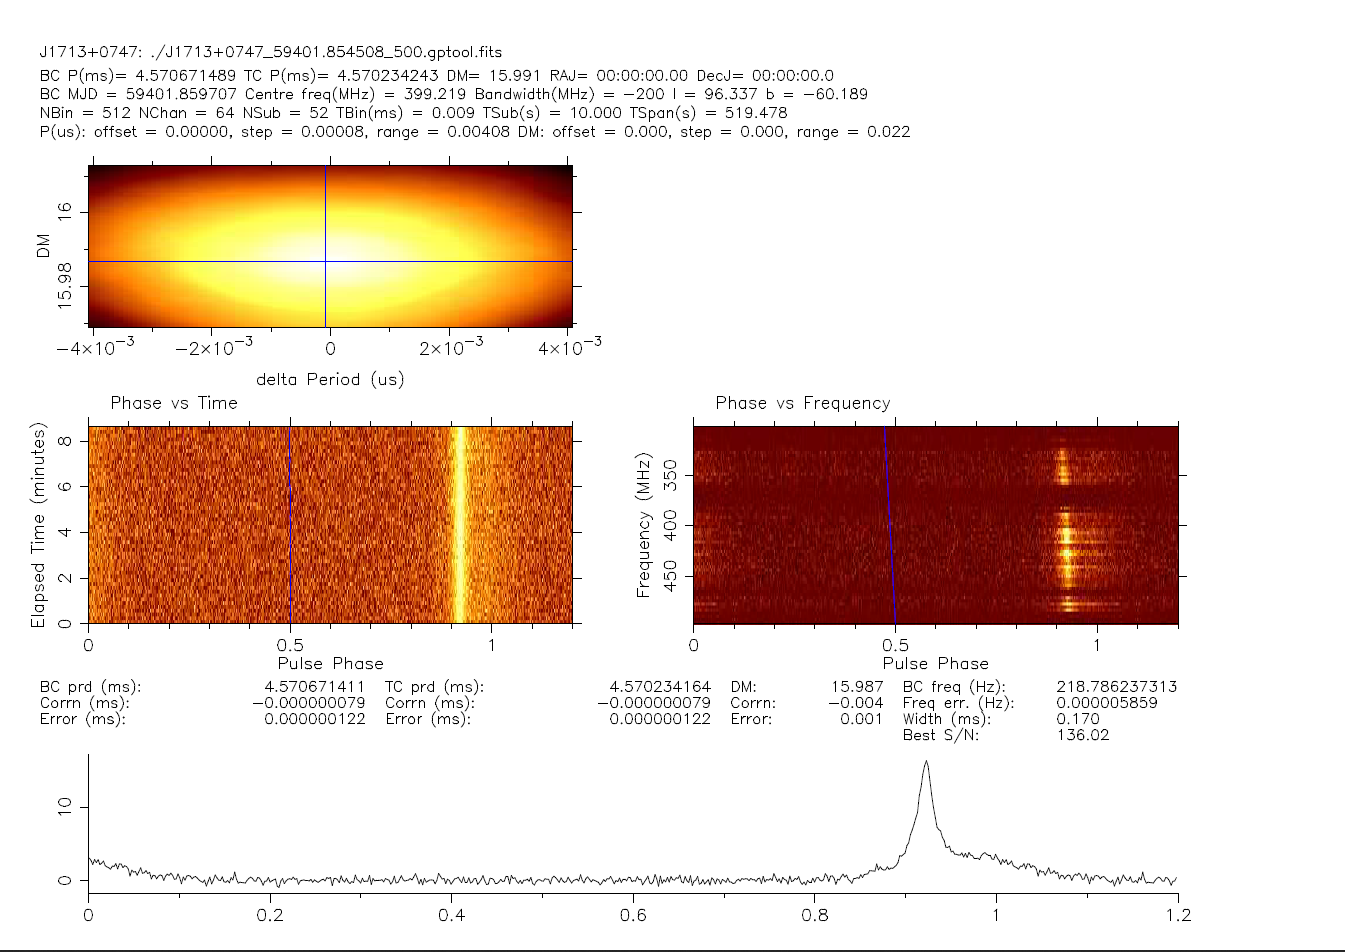 J1713+0747: ./J1713+0747_59401.854508_500.gptool.fits
BC P(ms)= 4.570671489 TC P(ms)= 4.570234243 DM= 15.991 RAJ= 00:00:00.00 DecJ= 00:00:00.0
BC MJD = 59401.859707 Centre freq(MHz) = 399.219 Bandwidth(MHz) = −200 l = 96.337 b = −60.189
NBin = 512 NChan = 64 NSub = 52 TBin(ms) = 0.009 TSub(s) = 10.000 TSpan(s) = 519.478
P(us): offset = 0.00000, step = 0.00008, range = 0.00408 DM: offset = 0.000, step = 0.000, range = 0.022
DM
16
15.98
−4×10⁻³ −2×10⁻³ 0 2×10⁻³ 4×10⁻³
delta Period (us)
Phase vs Time
Elapsed Time (minutes)
8
6
4
2
0
0 0.5 1
Pulse Phase
Phase vs Frequency
Frequency (MHz)
350
400
450
0 0.5 1
Pulse Phase
BC prd (ms): 4.570671411 TC prd (ms): 4.570234164 DM: 15.987 BC freq (Hz): 218.786237313
Corrn (ms): −0.000000079 Corrn (ms): −0.000000079 Corrn: −0.004 Freq err. (Hz): 0.000005859
Error (ms): 0.000000122 Error (ms): 0.000000122 Error: 0.001 Width (ms): 0.170
Best S/N: 136.02
10
0
0 0.2 0.4 0.6 0.8 1 1.2